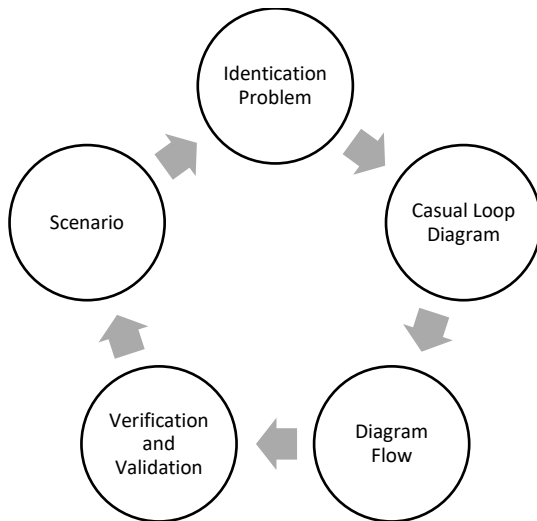 Identication
Problem
Casual Loop
Diagram
Diagram
Flow
Verification
and
Validation
Scenario